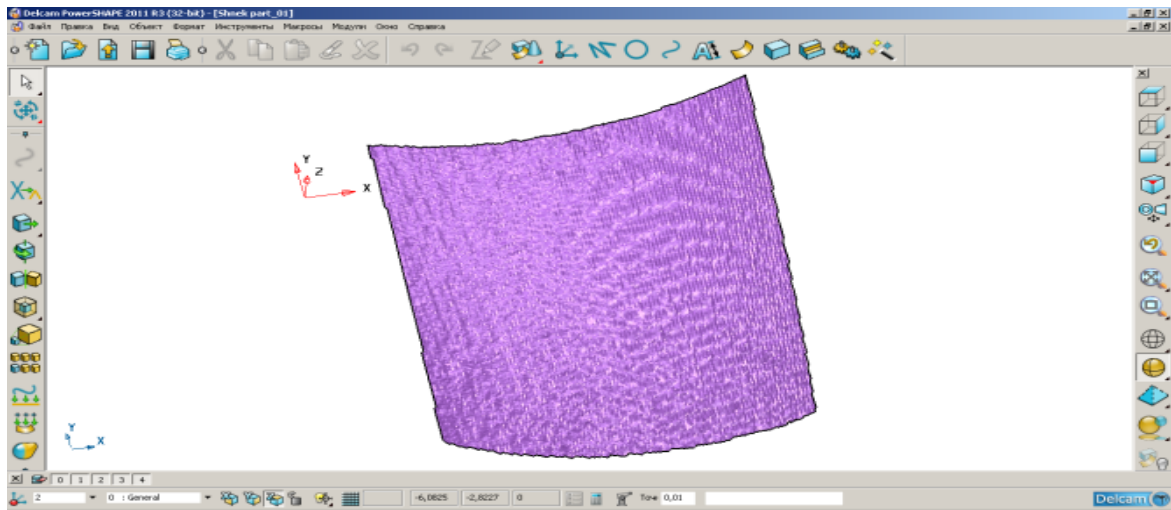 Delcam PowerSHAPE 2011 R3 (32-bit) - [Shnek part_01]
Файл Правка Вид Объект Формат Инструменты Макросы Модули Окно Справка
Y
Z
X
Y
X
0 1 2 3 4
2 0 : General -6,0825 -2,8227 0 Точн 0,01 Delcam